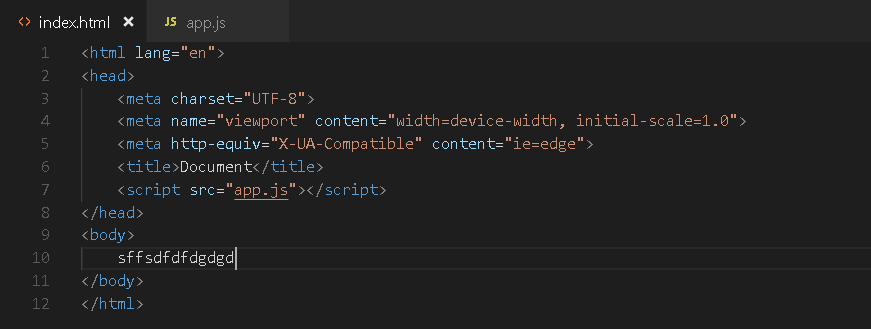 <> index.html × JS app.js
1 <html lang="en">
2 <head>
3 <meta charset="UTF-8">
4 <meta name="viewport" content="width=device-width, initial-scale=1.0">
5 <meta http-equiv="X-UA-Compatible" content="ie=edge">
6 <title>Document</title>
7 <script src="app.js"></script>
8 </head>
9 <body>
10 sffsdfdfdgdgd
11 </body>
12 </html>